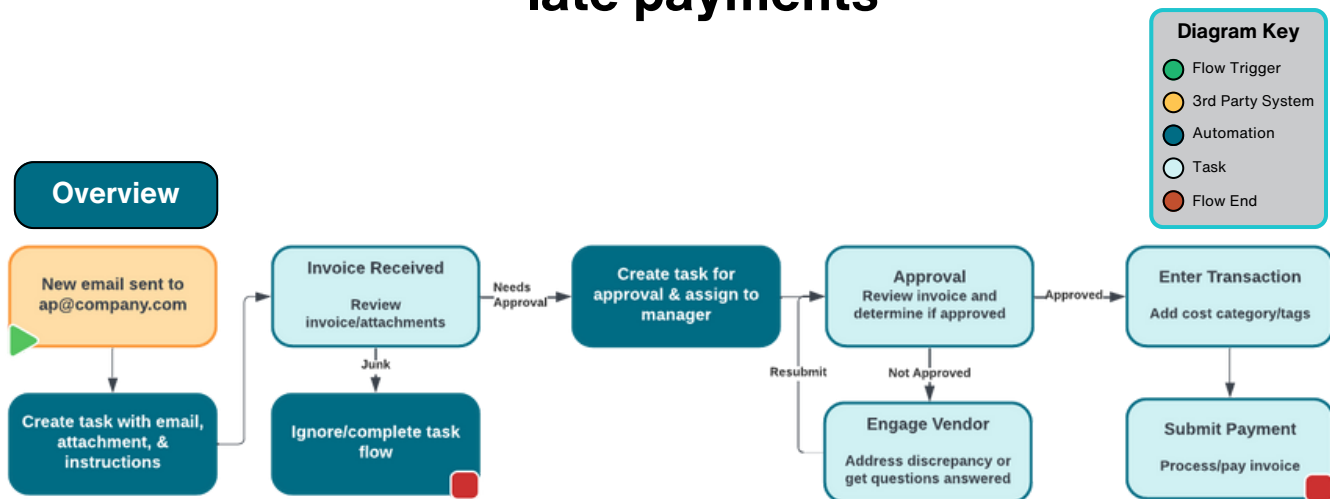 late payments
Diagram Key
Flow Trigger
3rd Party System
Automation
Task
Flow End
Overview
New email sent to
ap@company.com
Create task with email,
attachment, &
instructions
Invoice Received
Review
invoice/attachments
Needs
Approval
Junk
Ignore/complete task
flow
Create task for
approval & assign to
manager
Approval
Review invoice and
determine if approved
Resubmit
Not Approved
Engage Vendor
Address discrepancy or
get questions answered
Approved
Enter Transaction
Add cost category/tags
Submit Payment
Process/pay invoice